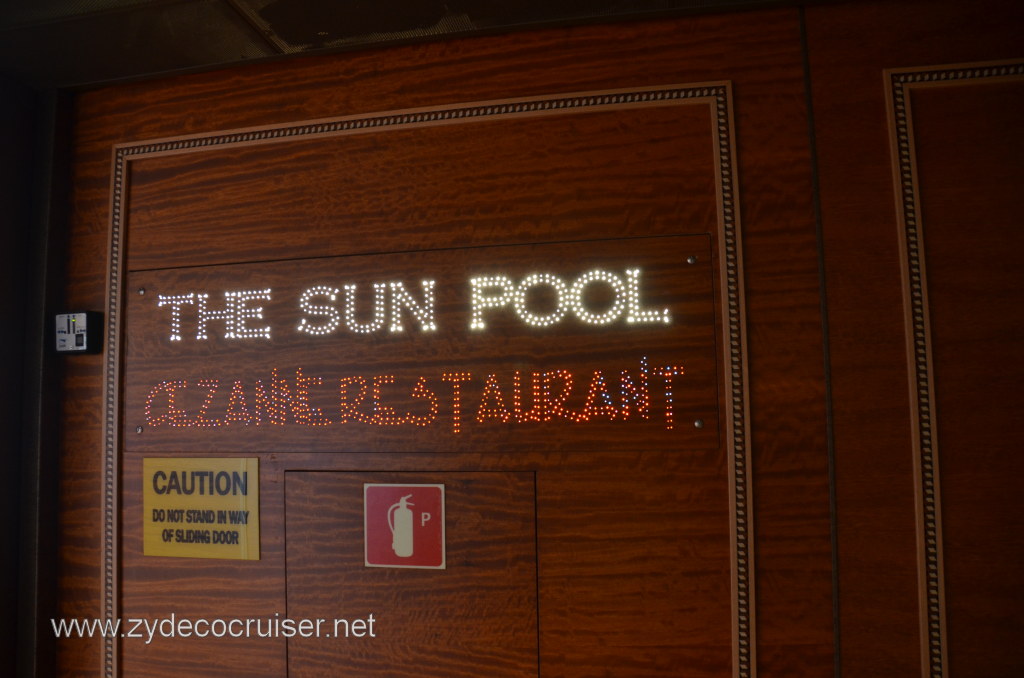 THE SUN POOL
CEZANNE RESTAURANT
CAUTION
DO NOT STAND IN WAY
OF SLIDING DOOR
P
www.zydecocruiser.net